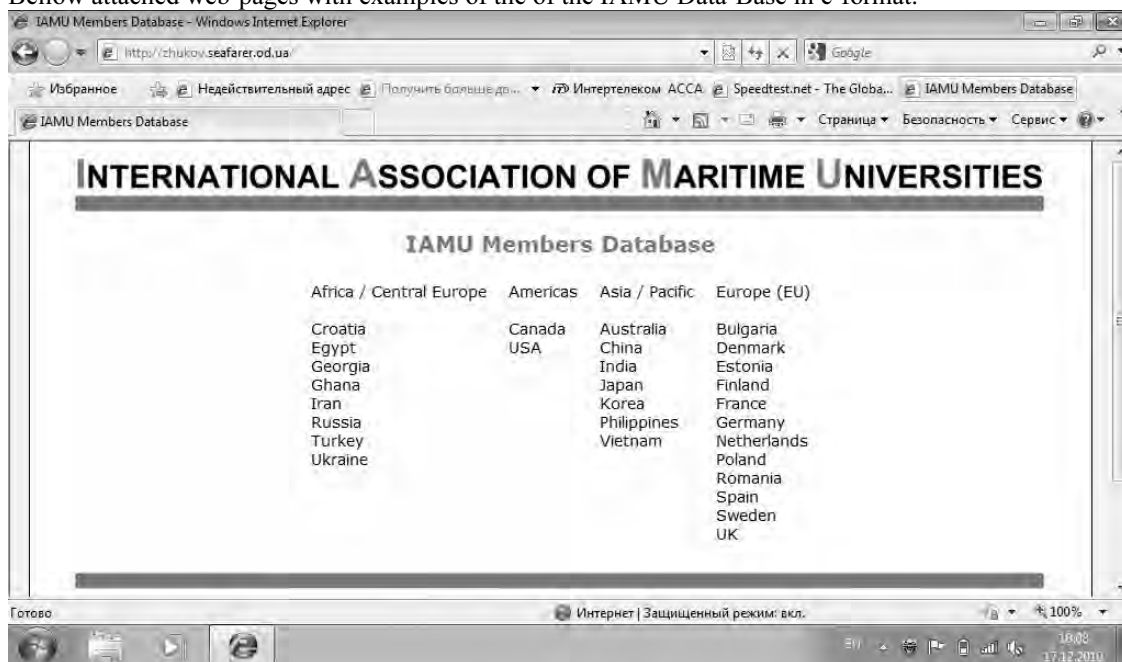 Bellow attached web-pages with examples of the of the IAMU Data-Base in e-format.
IAMU Members Database - Windows Internet Explorer
http://zhukov.seafarer.od.ua/
Google
Избранное Недействительный адрес Получить больше до... Интертелеком ACCA Speedtest.net - The Globa... IAMU Members Database
IAMU Members Database Страница Безопасность Сервис
INTERNATIONAL ASSOCIATION OF MARITIME UNIVERSITIES
IAMU Members Database
Africa / Central Europe Americas Asia / Pacific Europe (EU)
Croatia Canada Australia Bulgaria
Egypt USA China Denmark
Georgia India Estonia
Ghana Japan Finland
Iran Korea France
Russia Philippines Germany
Turkey Vietnam Netherlands
Ukraine Poland
Romania
Spain
Sweden
UK
Готово Интернет | Защищенный режим: вкл. 100%
EN 18:08
17.12.2010